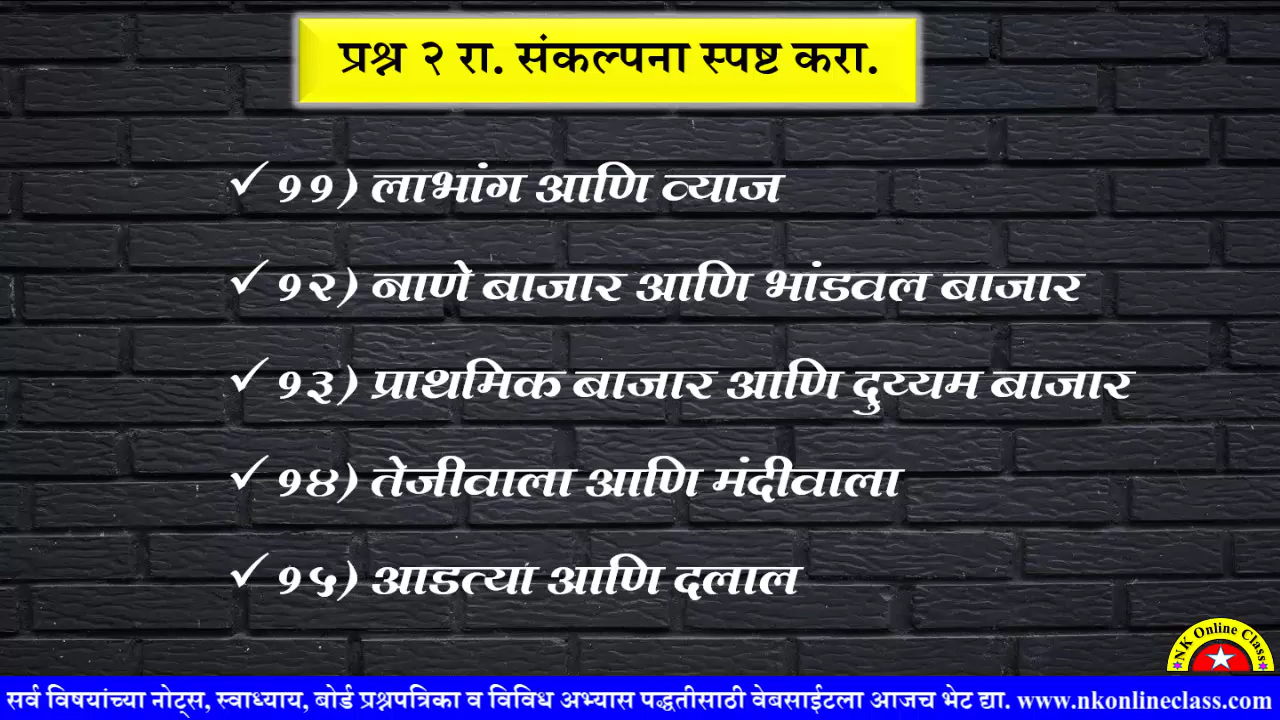 प्रश्न २ रा. संकल्पना स्पष्ट करा.
✓ ११) लाभांग आणि व्याज
✓ १२) नाणे बाजार आणि भांडवल बाजार
✓ १३) प्राथमिक बाजार आणि दुय्यम बाजार
✓ १४) तेजीवाला आणि मंदीवाला
✓ १५) आडत्या आणि दलाल
NK Online Class
सर्व विषयांच्या नोट्स, स्वाध्याय, बोर्ड प्रश्नपत्रिका व विविध अभ्यास पद्धतीसाठी वेबसाईटला आजच भेट द्या. www.nkonlineclass.com